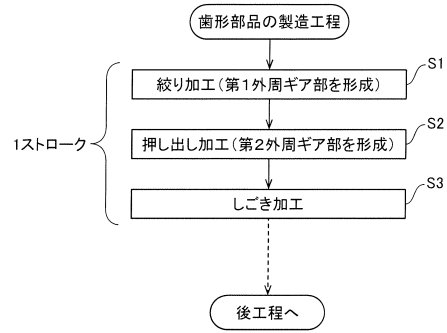 歯形部品の製造工程
S1
絞り加工(第1外周ギア部を形成)
S2
1ストローク
押し出し加工(第2外周ギア部を形成)
S3
しごき加工
後工程へ